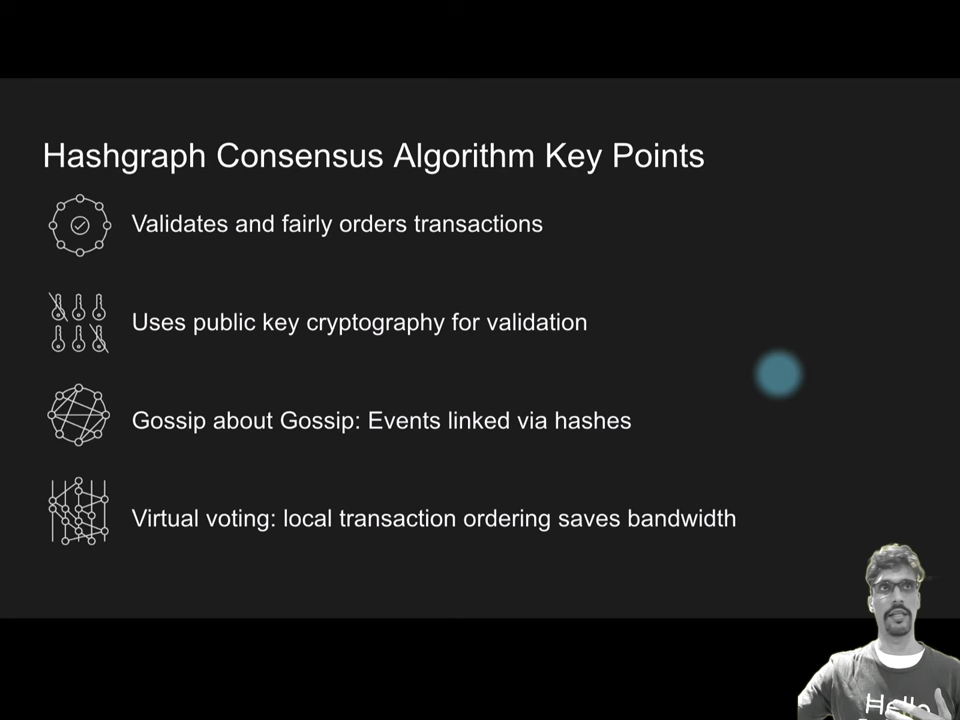 Hashgraph Consensus Algorithm Key Points
Validates and fairly orders transactions
Uses public key cryptography for validation
Gossip about Gossip: Events linked via hashes
Virtual voting: local transaction ordering saves bandwidth
Hello